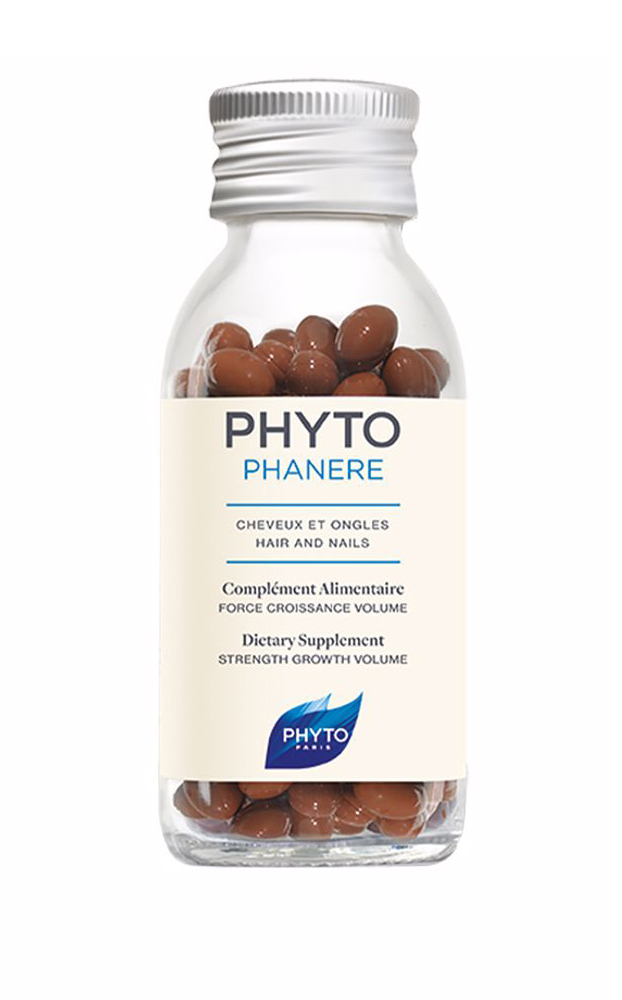 PHYTO
PHANERE
CHEVEUX ET ONGLES
HAIR AND NAILS
Complément Alimentaire
FORCE CROISSANCE VOLUME
Dietary Supplement
STRENGTH GROWTH VOLUME
PHYTO
PARIS